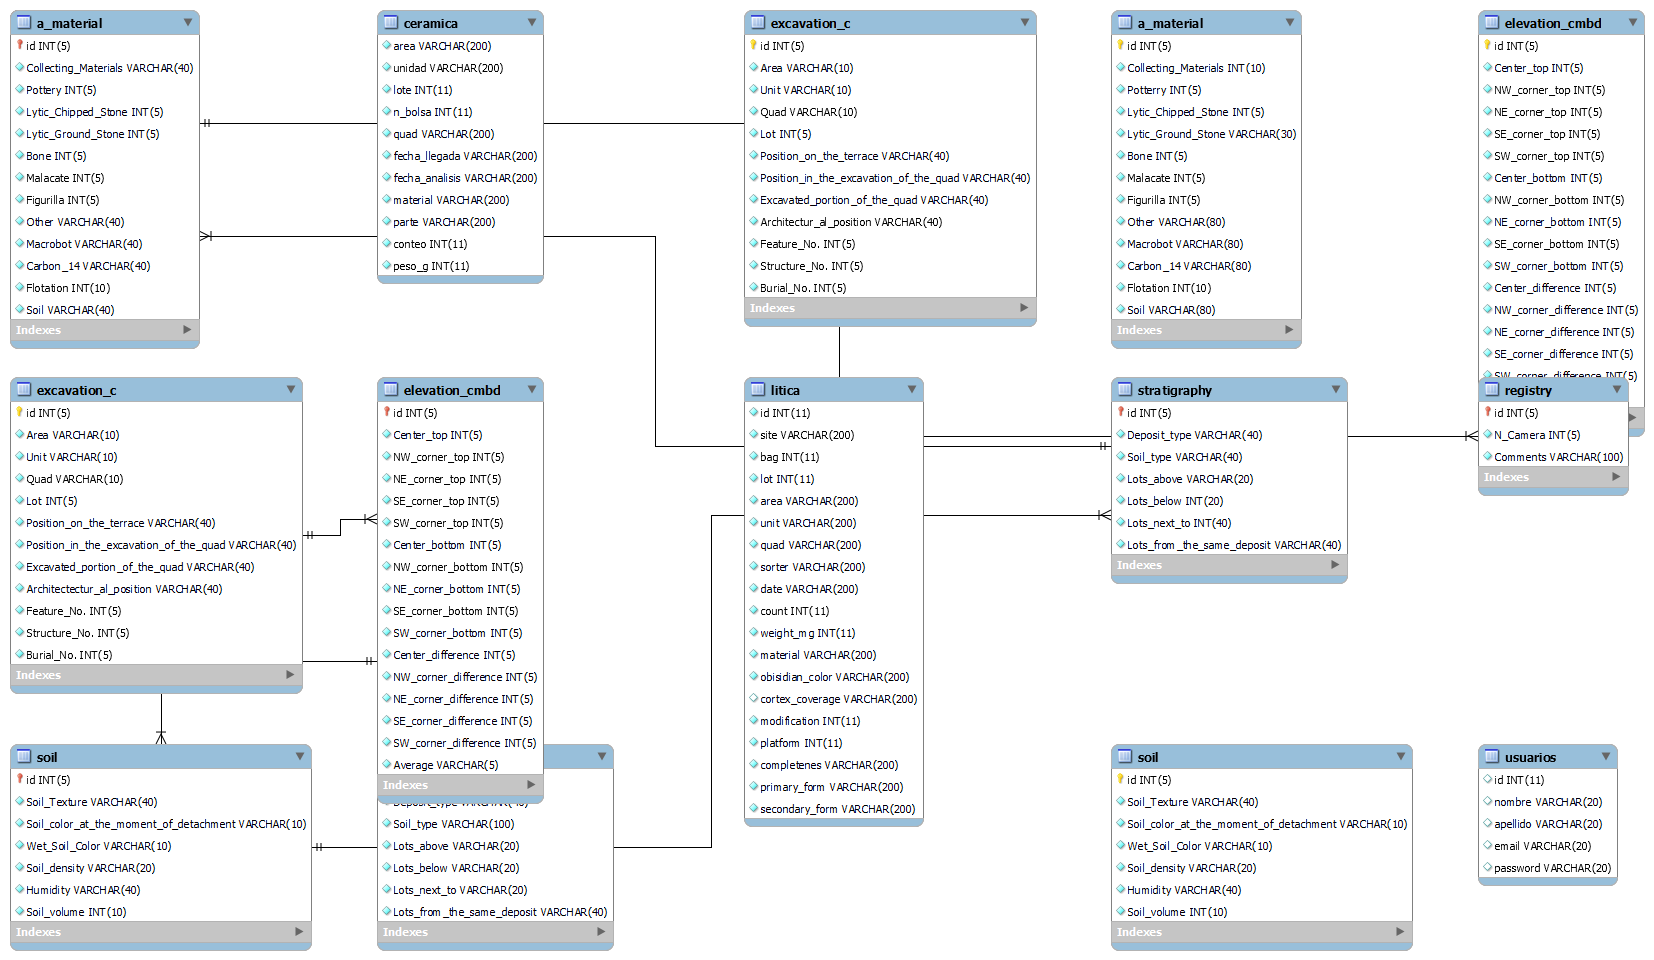 a_material
id INT(5)
Collecting_Materials VARCHAR(40)
Pottery INT(5)
Lytic_Chipped_Stone INT(5)
Lytic_Ground_Stone INT(5)
Bone INT(5)
Malacate INT(5)
Figurilla INT(5)
Other VARCHAR(40)
Macrobot VARCHAR(40)
Carbon_14 VARCHAR(40)
Flotation INT(10)
Soil VARCHAR(40)
Indexes
ceramica
area VARCHAR(200)
unidad VARCHAR(200)
lote INT(11)
n_bolsa INT(11)
quad VARCHAR(200)
fecha_llegada VARCHAR(200)
fecha_analisis VARCHAR(200)
material VARCHAR(200)
parte VARCHAR(200)
conteo INT(11)
peso_g INT(11)
excavation_c
id INT(5)
Area VARCHAR(10)
Unit VARCHAR(10)
Quad VARCHAR(10)
Lot INT(5)
Position_on_the_terrace VARCHAR(40)
Position_in_the_excavation_of_the_quad VARCHAR(40)
Excavated_portion_of_the_quad VARCHAR(40)
Architectur_al_position VARCHAR(40)
Feature_No. INT(5)
Structure_No. INT(5)
Burial_No. INT(5)
Indexes
a_material
id INT(5)
Collecting_Materials INT(10)
Potterry INT(5)
Lytic_Chipped_Stone INT(5)
Lytic_Ground_Stone VARCHAR(30)
Bone INT(5)
Malacate INT(5)
Figurilla INT(5)
Other VARCHAR(80)
Macrobot VARCHAR(80)
Carbon_14 VARCHAR(80)
Flotation INT(10)
Soil VARCHAR(80)
Indexes
elevation_cmbd
id INT(5)
Center_top INT(5)
NW_corner_top INT(5)
NE_corner_top INT(5)
SE_corner_top INT(5)
SW_corner_top INT(5)
Center_bottom INT(5)
NW_corner_bottom INT(5)
NE_corner_bottom INT(5)
SE_corner_bottom INT(5)
SW_corner_bottom INT(5)
Center_difference INT(5)
NW_corner_difference INT(5)
NE_corner_difference INT(5)
SE_corner_difference INT(5)
SW_corner_difference INT(5)
excavation_c
id INT(5)
Area VARCHAR(10)
Unit VARCHAR(10)
Quad VARCHAR(10)
Lot INT(5)
Position_on_the_terrace VARCHAR(40)
Position_in_the_excavation_of_the_quad VARCHAR(40)
Excavated_portion_of_the_quad VARCHAR(40)
Architectectur_al_position VARCHAR(40)
Feature_No. INT(5)
Structure_No. INT(5)
Burial_No. INT(5)
Indexes
elevation_cmbd
id INT(5)
Center_top INT(5)
NW_corner_top INT(5)
NE_corner_top INT(5)
SE_corner_top INT(5)
SW_corner_top INT(5)
Center_bottom INT(5)
NW_corner_bottom INT(5)
NE_corner_bottom INT(5)
SE_corner_bottom INT(5)
SW_corner_bottom INT(5)
Center_difference INT(5)
NW_corner_difference INT(5)
NE_corner_difference INT(5)
SE_corner_difference INT(5)
SW_corner_difference INT(5)
Average VARCHAR(5)
Indexes
litica
id INT(11)
site VARCHAR(200)
bag INT(11)
lot INT(11)
area VARCHAR(200)
unit VARCHAR(200)
quad VARCHAR(200)
sorter VARCHAR(200)
date VARCHAR(200)
count INT(11)
weight_mg INT(11)
material VARCHAR(200)
obisidian_color VARCHAR(200)
cortex_coverage VARCHAR(200)
modification INT(11)
platform INT(11)
completenes VARCHAR(200)
primary_form VARCHAR(200)
secondary_form VARCHAR(200)
stratigraphy
id INT(5)
Deposit_type VARCHAR(40)
Soil_type VARCHAR(40)
Lots_above VARCHAR(20)
Lots_below INT(20)
Lots_next_to INT(40)
Lots_from_the_same_deposit VARCHAR(40)
Indexes
registry
id INT(5)
N_Camera INT(5)
Comments VARCHAR(100)
Indexes
soil
id INT(5)
Soil_Texture VARCHAR(40)
Soil_color_at_the_moment_of_detachment VARCHAR(10)
Wet_Soil_Color VARCHAR(10)
Soil_density VARCHAR(20)
Humidity VARCHAR(40)
Soil_volume INT(10)
Indexes
Soil_type VARCHAR(100)
Lots_above VARCHAR(20)
Lots_below VARCHAR(20)
Lots_next_to VARCHAR(20)
Lots_from_the_same_deposit VARCHAR(40)
Indexes
soil
id INT(5)
Soil_Texture VARCHAR(40)
Soil_color_at_the_moment_of_detachment VARCHAR(10)
Wet_Soil_Color VARCHAR(10)
Soil_density VARCHAR(20)
Humidity VARCHAR(40)
Soil_volume INT(10)
Indexes
usuarios
id INT(11)
nombre VARCHAR(20)
apellido VARCHAR(20)
email VARCHAR(20)
password VARCHAR(20)